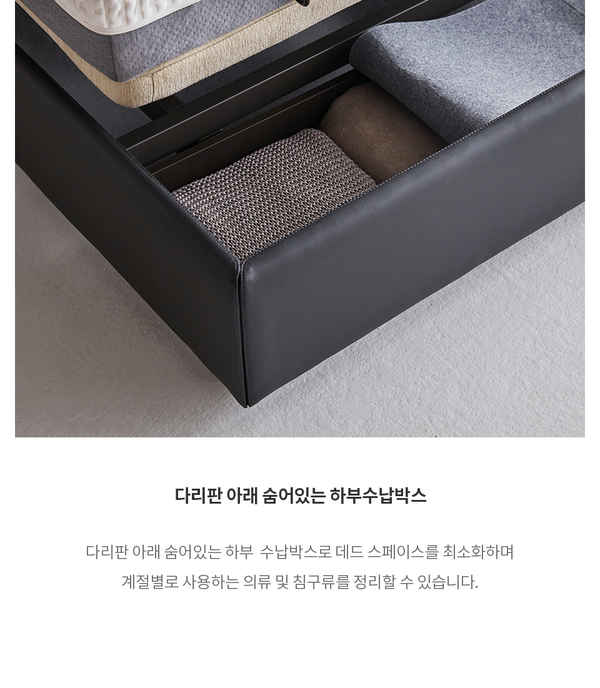 다리판 아래 숨어있는 하부수납박스
다리판 아래 숨어있는 하부 수납박스로 데드 스페이스를 최소화하며
계절별로 사용하는 의류 및 침구류를 정리할 수 있습니다.